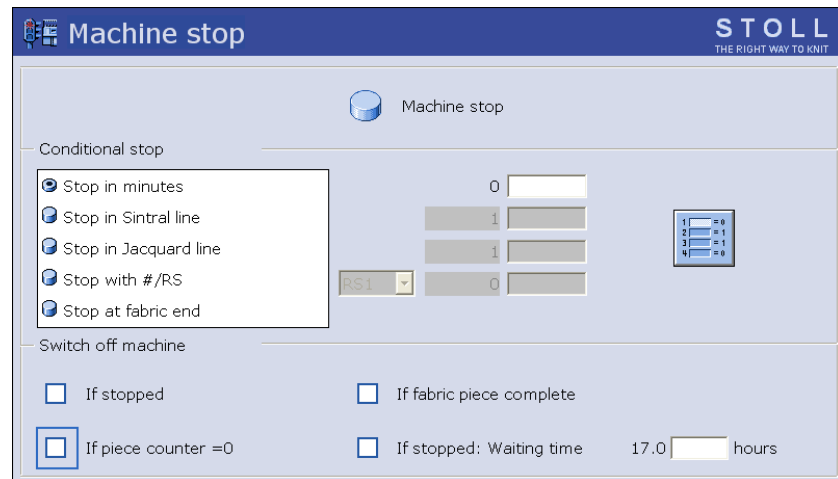 Machine stop
STOLL
THE RIGHT WAY TO KNIT
Machine stop
Conditional stop
Stop in minutes 0
Stop in Sintral line 1
Stop in Jacquard line 1
Stop with #/RS RS1 0
Stop at fabric end
1 = 0
2 = 1
3 = 1
4 = 0
Switch off machine
If stopped
If fabric piece complete
If piece counter =0
If stopped: Waiting time 17.0 hours